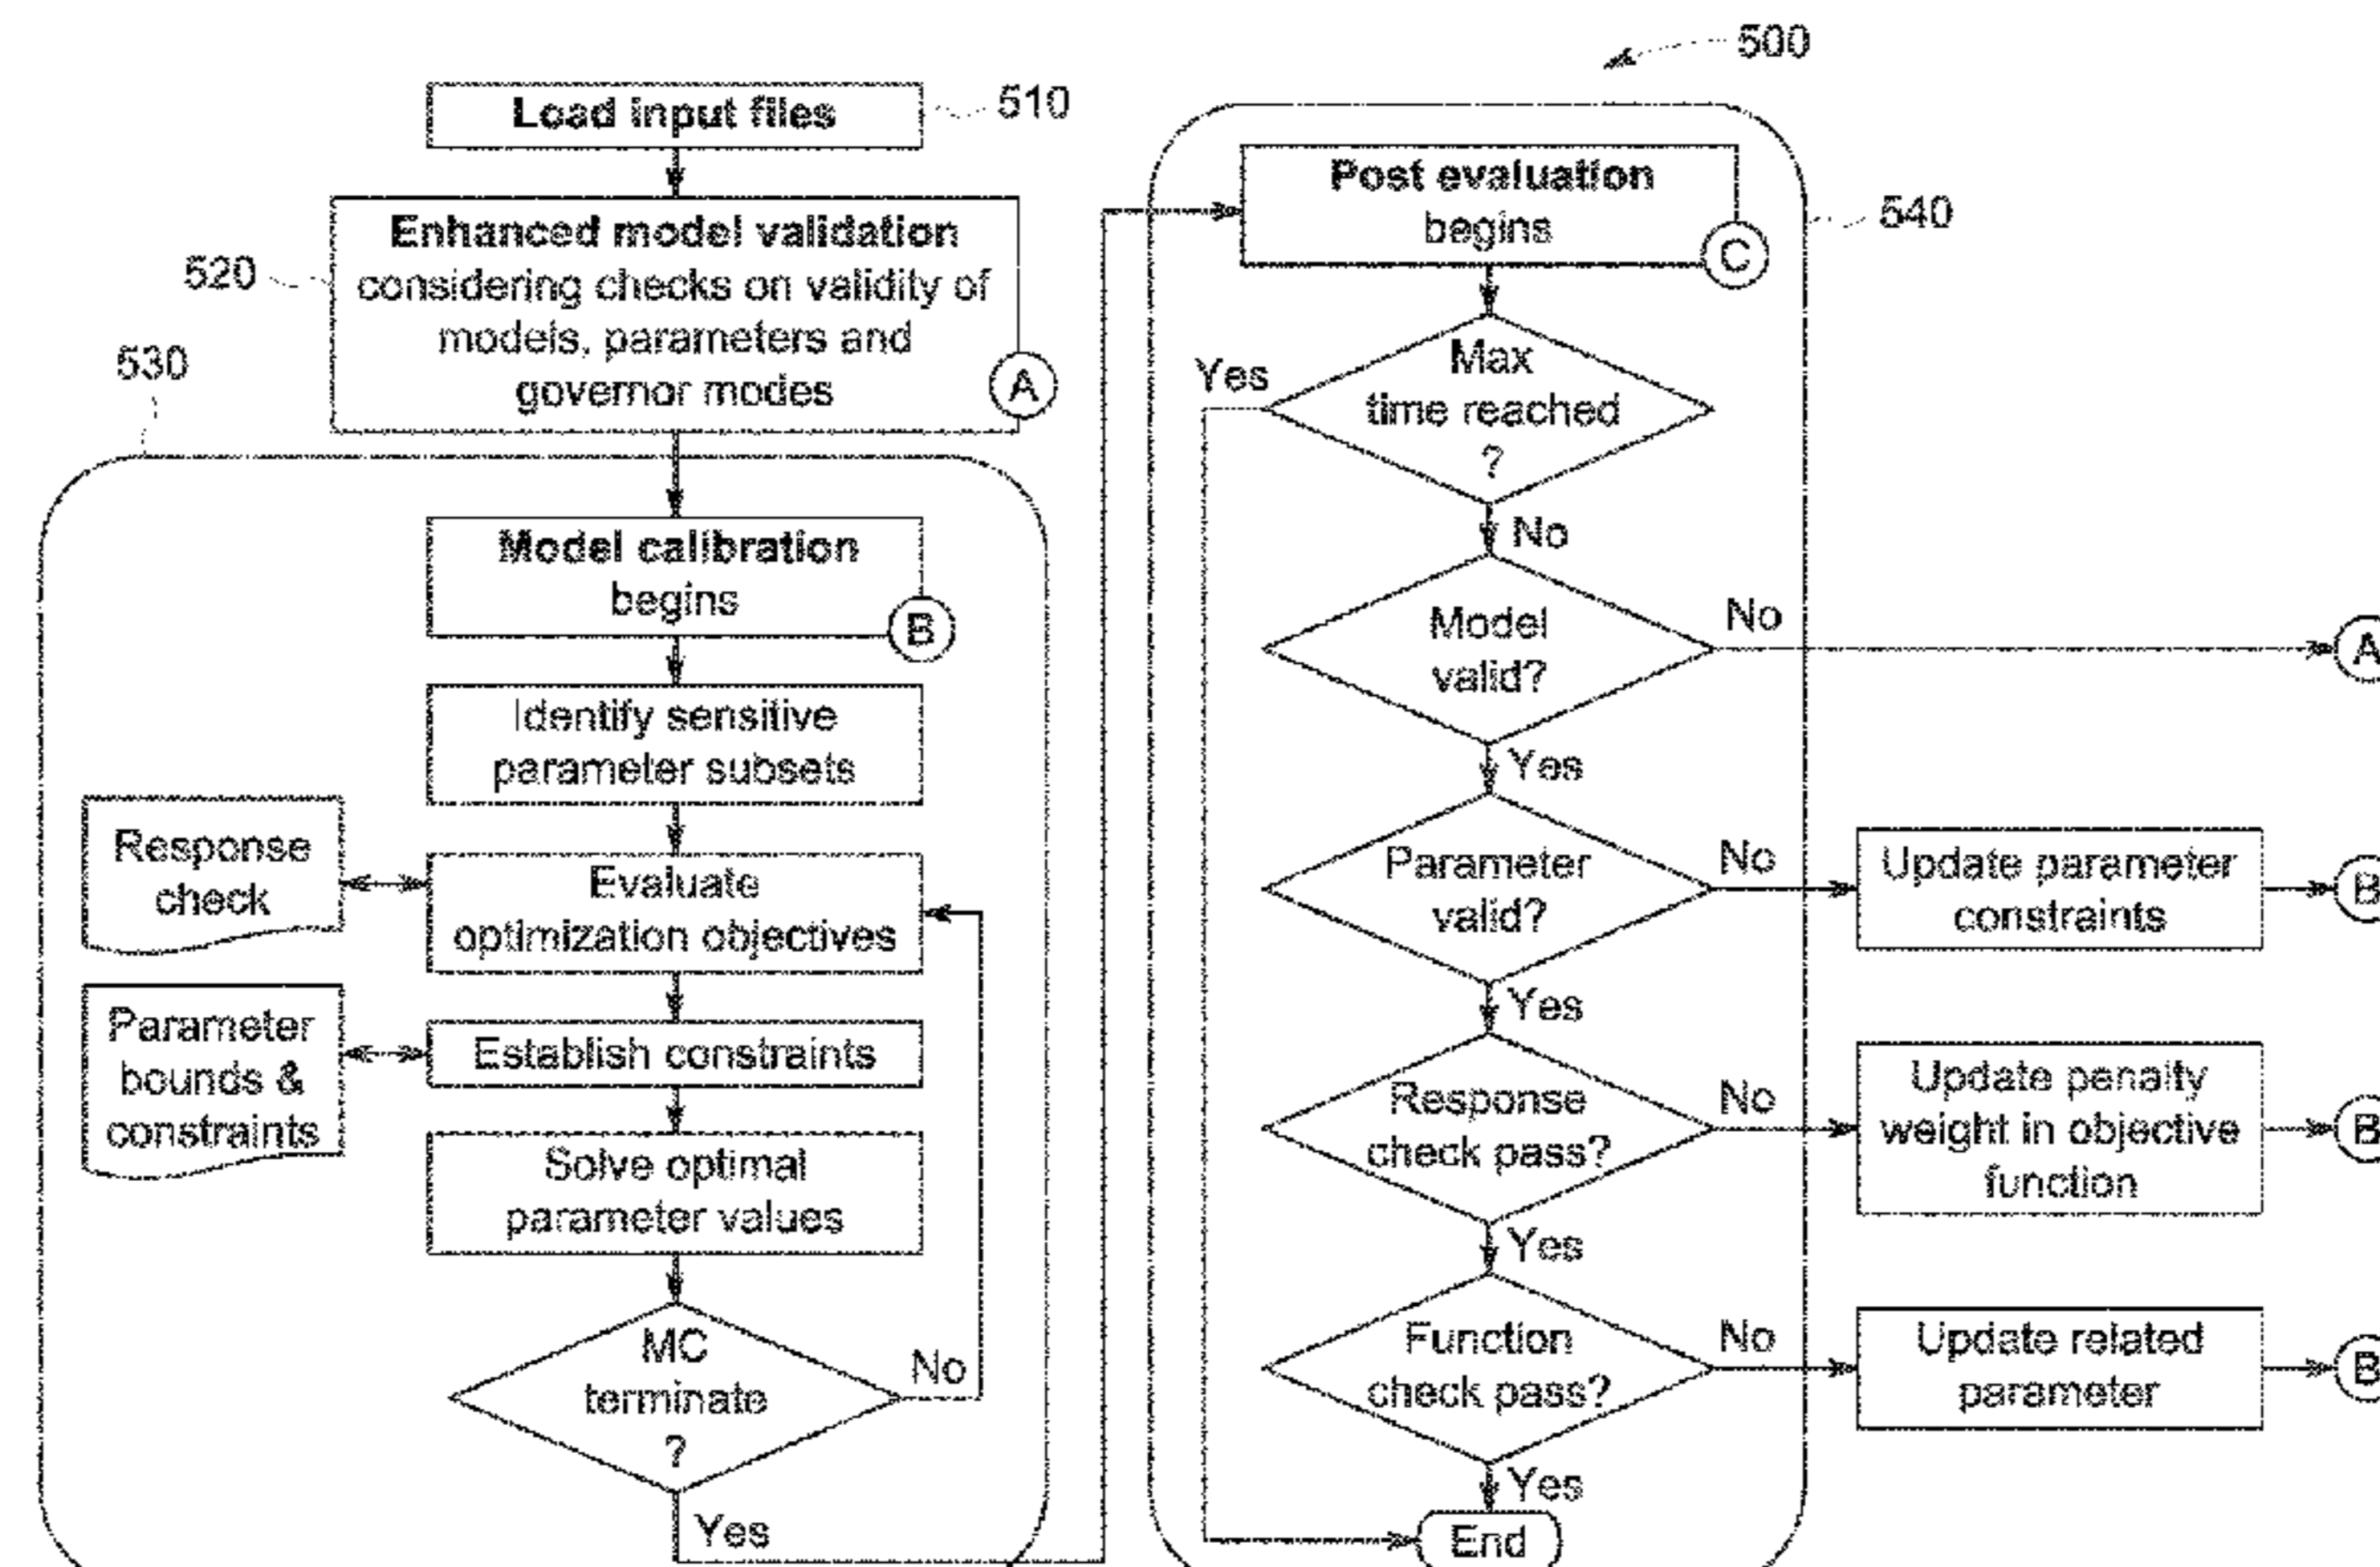 500
Load input files
510
Enhanced model validation
considering checks on validity of
models, parameters and
governor modes
A
520
530
Model calibration
begins
B
Identify sensitive
parameter subsets
Response
check
Evaluate
optimization objectives
Parameter
bounds &
constraints
Establish constraints
Solve optimal
parameter values
MC
terminate
?
No
Yes
Post evaluation
begins
C
540
Max
time reached
?
Yes
No
Model
valid?
No
A
Yes
Parameter
valid?
No
Update parameter
constraints
B
Yes
Response
check pass?
No
Update penalty
weight in objective
function
B
Yes
Function
check pass?
No
Update related
parameter
B
Yes
End